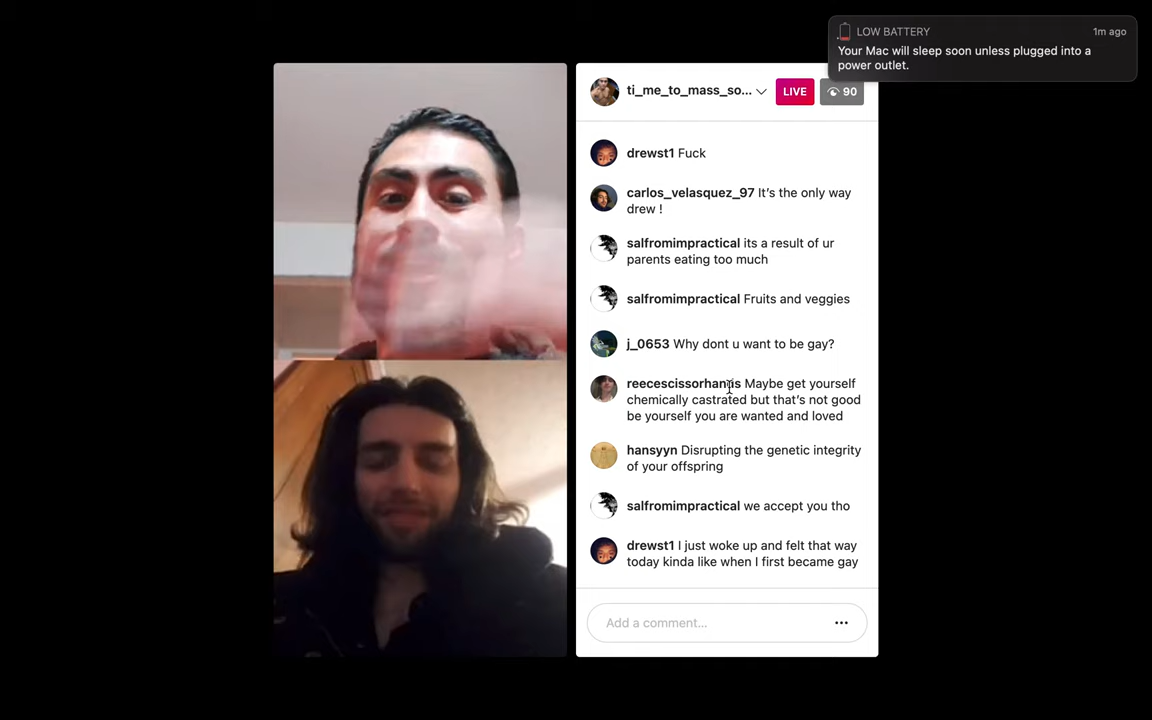 LOW BATTERY
1m ago
Your Mac will sleep soon unless plugged into a
power outlet.
ti_me_to_mass_so...
LIVE
90
drewst1 Fuck
carlos_velasquez_97 It's the only way
drew !
salfromimpractical its a result of ur
parents eating too much
salfromimpractical Fruits and veggies
j_0653 Why dont u want to be gay?
reecescissorhands Maybe get yourself
chemically castrated but that's not good
be yourself you are wanted and loved
hansyyn Disrupting the genetic integrity
of your offspring
salfromimpractical we accept you tho
drewst1 I just woke up and felt that way
today kinda like when I first became gay
Add a comment...